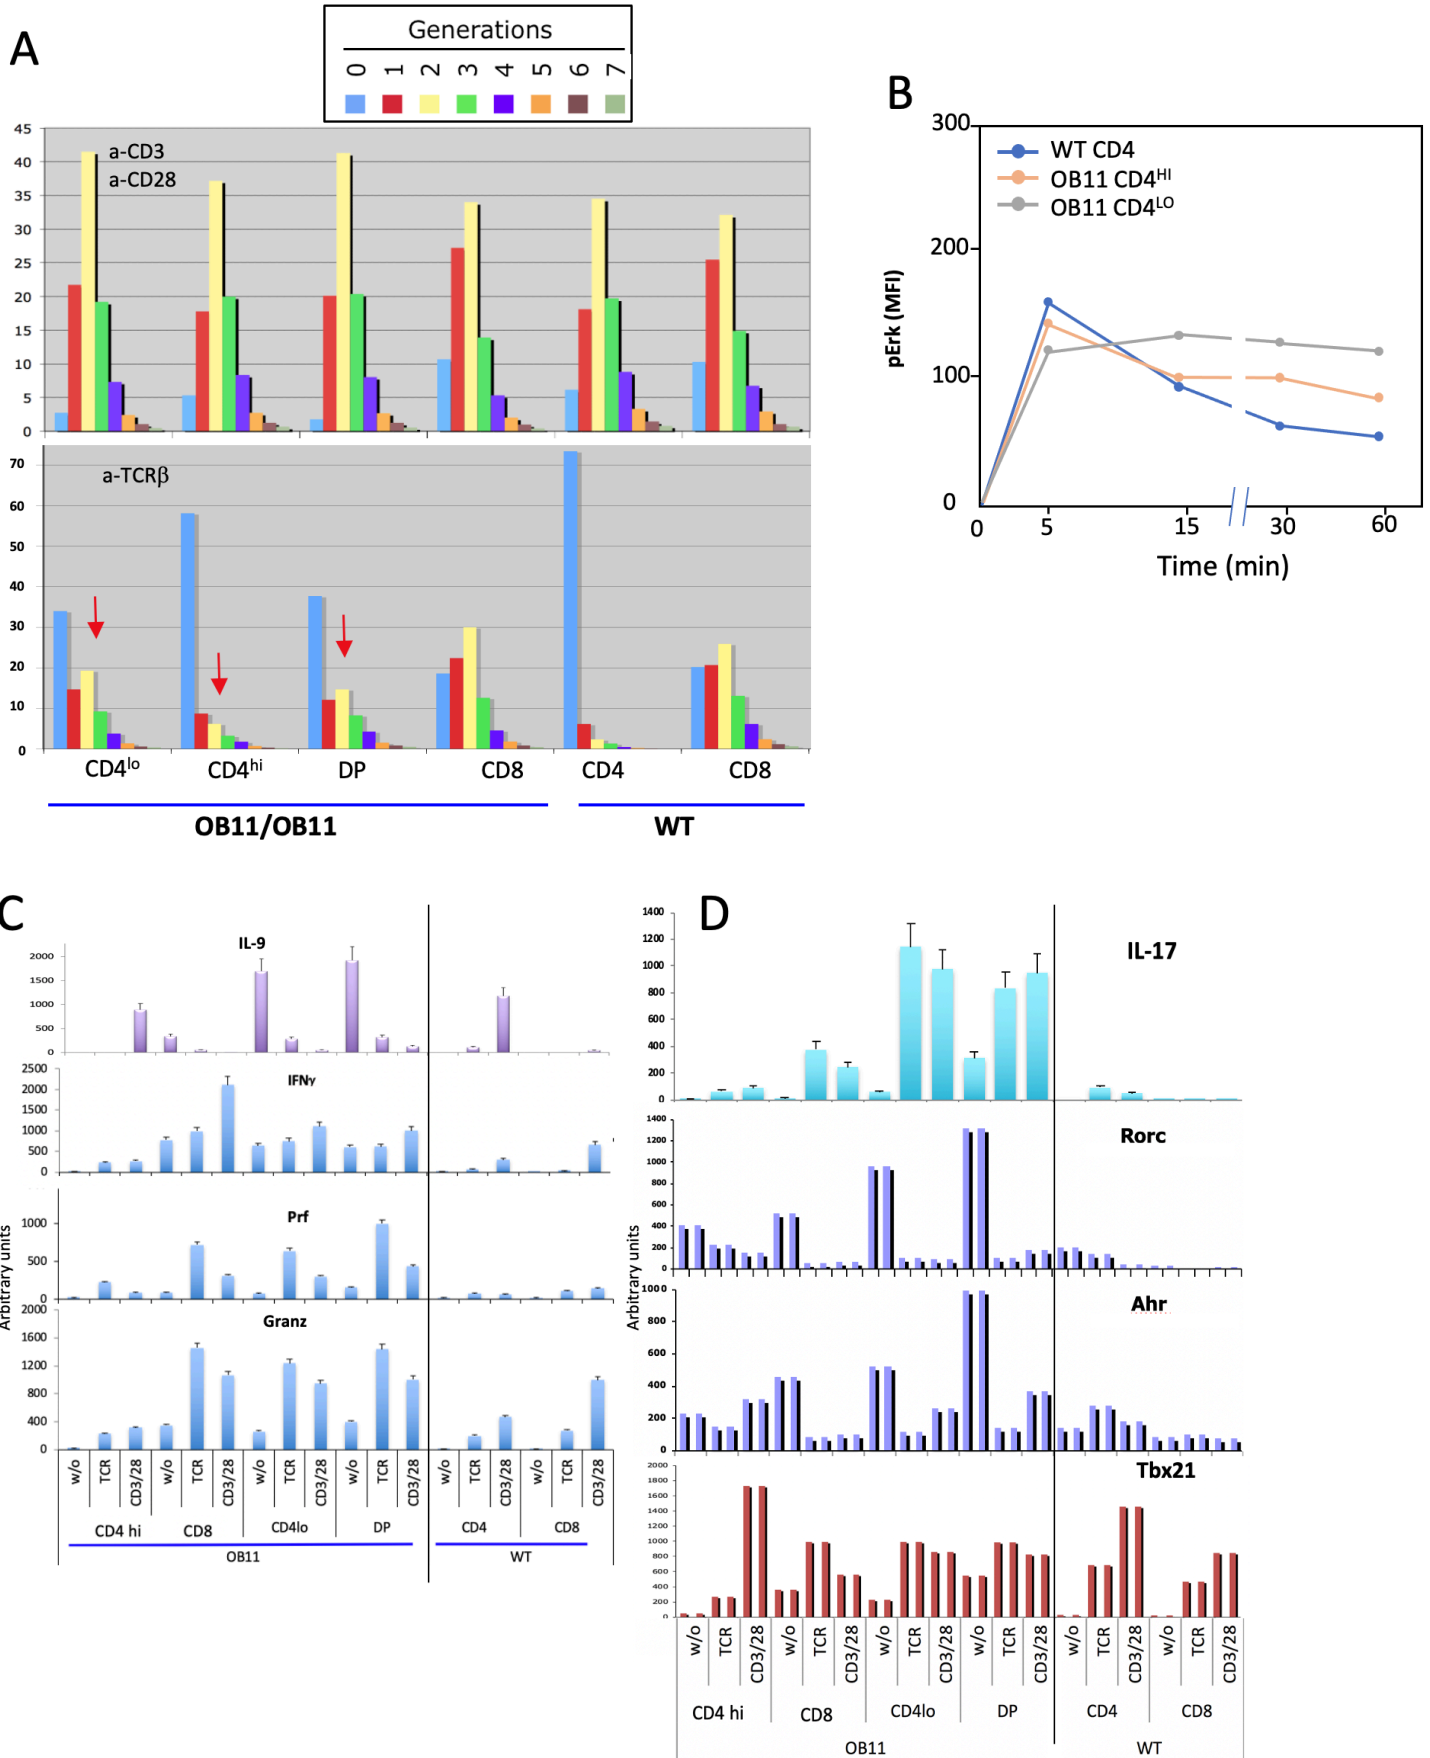 A
Generations
0 1 2 3 4 5 6 7
45
40
35
30
25
20
15
10
5
0
a-CD3
a-CD28
70
60
50
40
30
20
10
0
a-TCRβ
CD4lo CD4hi DP CD8 CD4 CD8
OB11/OB11 WT
B
300
200
100
0
pErk (MFI)
WT CD4
OB11 CD4HI
OB11 CD4LO
0 5 15 30 60
Time (min)
C
IL-9
2000
1500
1000
500
0
IFNγ
2500
2000
1500
1000
500
0
Prf
1000
500
0
Granz
2000
1600
1200
800
400
0
Arbitrary units
w/o TCR CD3/28 w/o TCR CD3/28 w/o TCR CD3/28 w/o TCR CD3/28 w/o TCR CD3/28 w/o TCR CD3/28
CD4 hi CD8 CD4lo DP CD4 CD8
OB11 WT
D
IL-17
1400
1200
1000
800
600
400
200
0
Rorc
1400
1200
1000
800
600
400
200
0
Ahr
1000
800
600
400
200
0
Tbx21
2000
1800
1600
1400
1200
1000
800
600
400
200
0
Arbitrary units
w/o TCR CD3/28 w/o TCR CD3/28 w/o TCR CD3/28 w/o TCR CD3/28 w/o TCR CD3/28 w/o TCR CD3/28
CD4 hi CD8 CD4lo DP CD4 CD8
OB11 WT